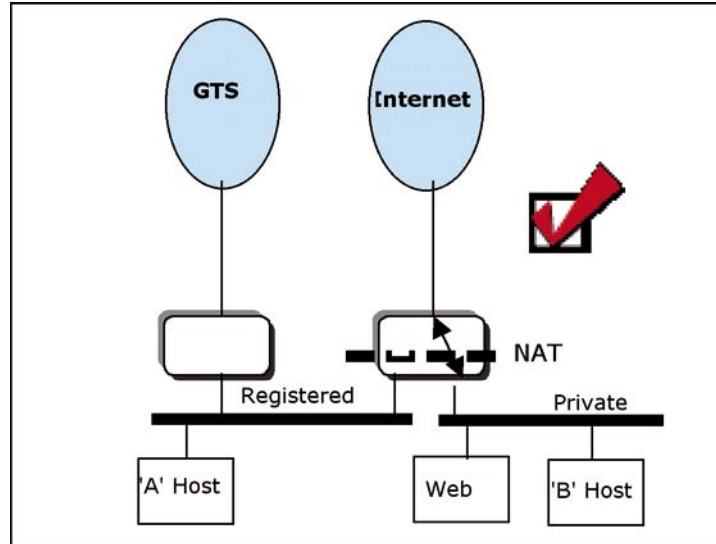 GTS
Internet
NAT
Registered
Private
'A' Host
Web
'B' Host